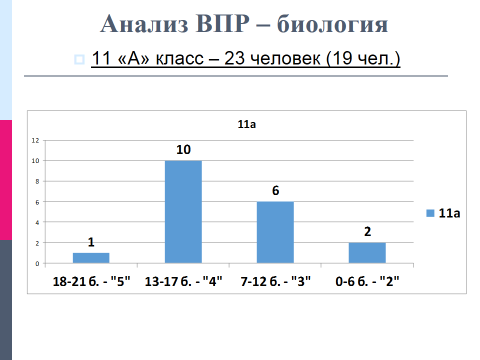 Анализ ВПР – биология
11 «А» класс – 23 человек (19 чел.)
11а
12
10
8
6
4
2
0
1
10
6
2
18-21 б. - "5"
13-17 б. - "4"
7-12 б. - "3"
0-6 б. - "2"
11а